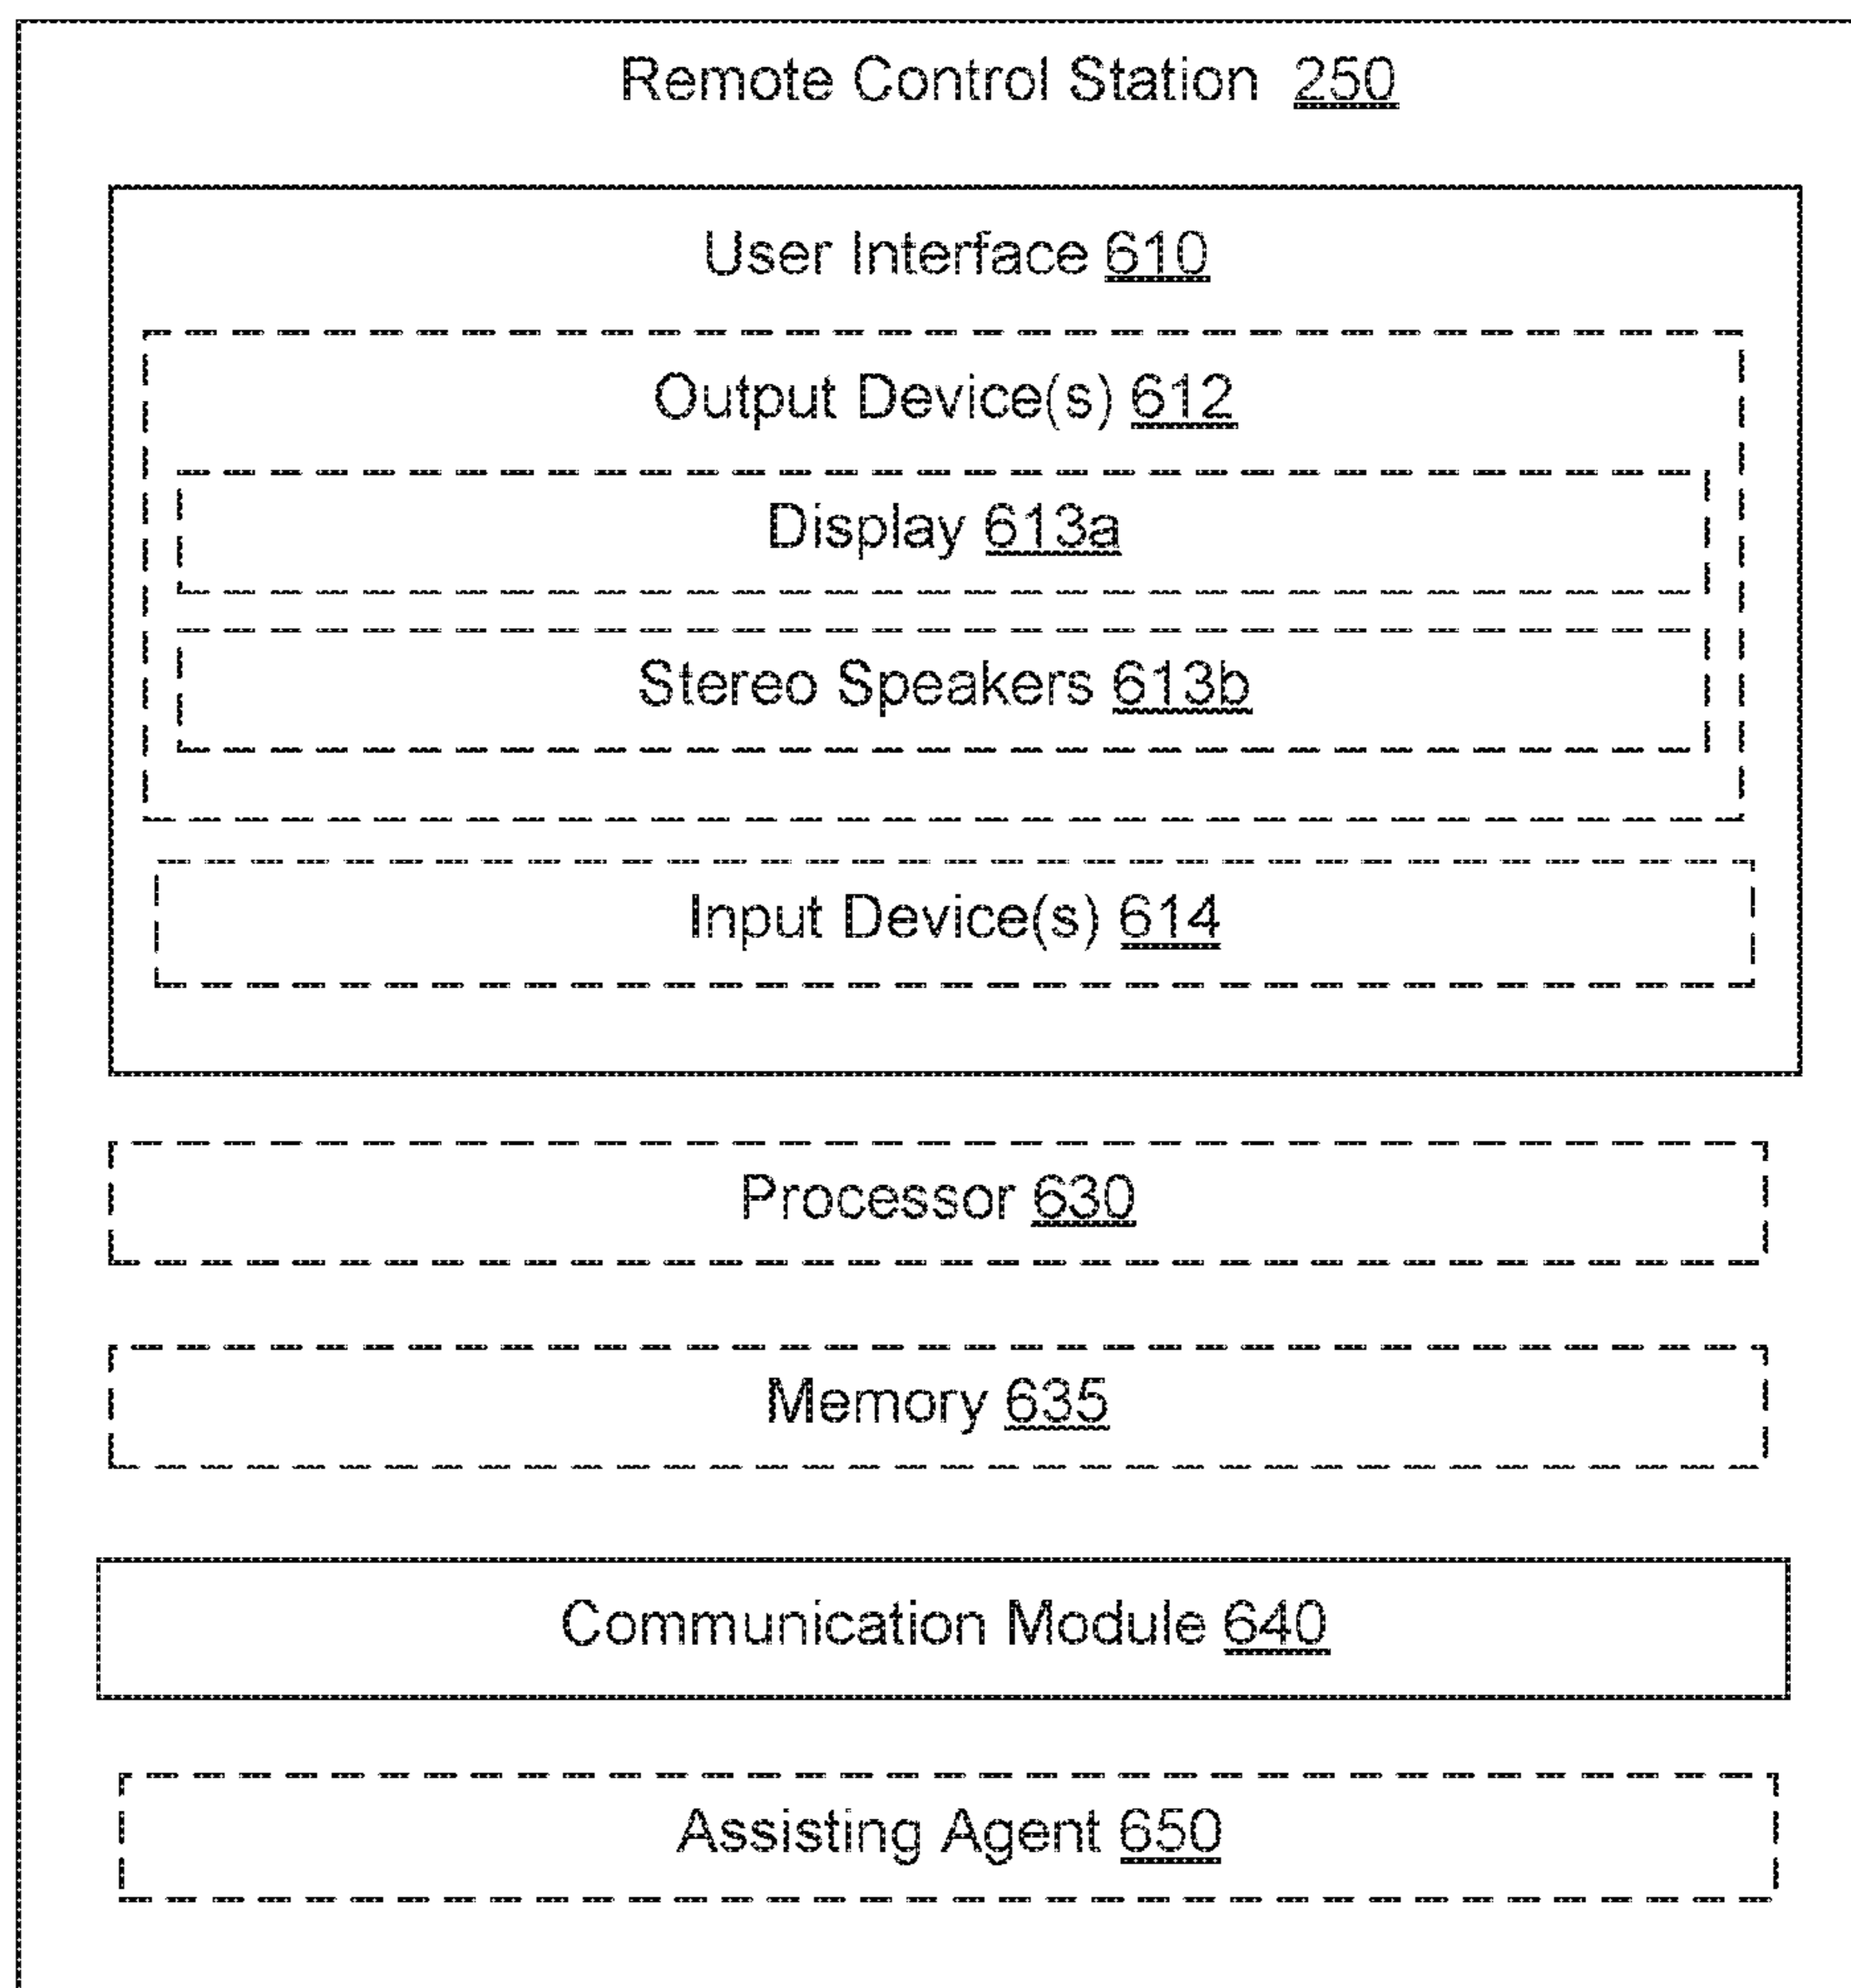 Remote Control Station 250
User Interface 610
Output Device(s) 612
Display 613a
Stereo Speakers 613b
Input Device(s) 614
Processor 630
Memory 635
Communication Module 640
Assisting Agent 650